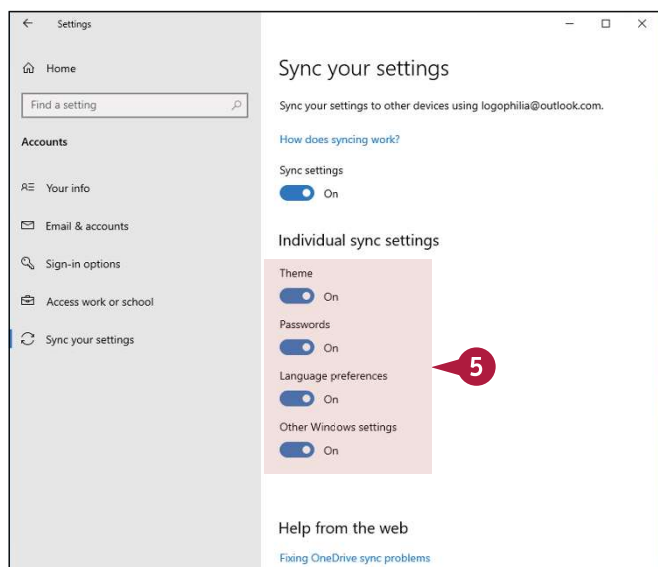 Settings
Home
Find a setting
Accounts
Your info
Email & accounts
Sign-in options
Access work or school
Sync your settings
Sync your settings
Sync your settings to other devices using logophilia@outlook.com.
How does syncing work?
Sync settings
On
Individual sync settings
Theme
On
Passwords
On
Language preferences
On
Other Windows settings
On
5
Help from the web
Fixing OneDrive sync problems